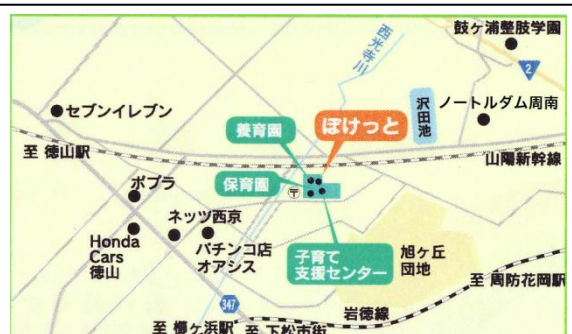 鼓ヶ浦整肢学園
西光寺川
2
セブンイレブン
養育園
ぽけっと
沢田池
ノートルダム周南
至 徳山駅
山陽新幹線
ポプラ
保育園
〒
ネッツ西京
Honda
Cars
徳山
パチンコ店
オアシス
子育て
支援センター
旭ヶ丘
団地
至 周防花岡駅
347
岩徳線
至 櫛ヶ浜駅
至 下松市街